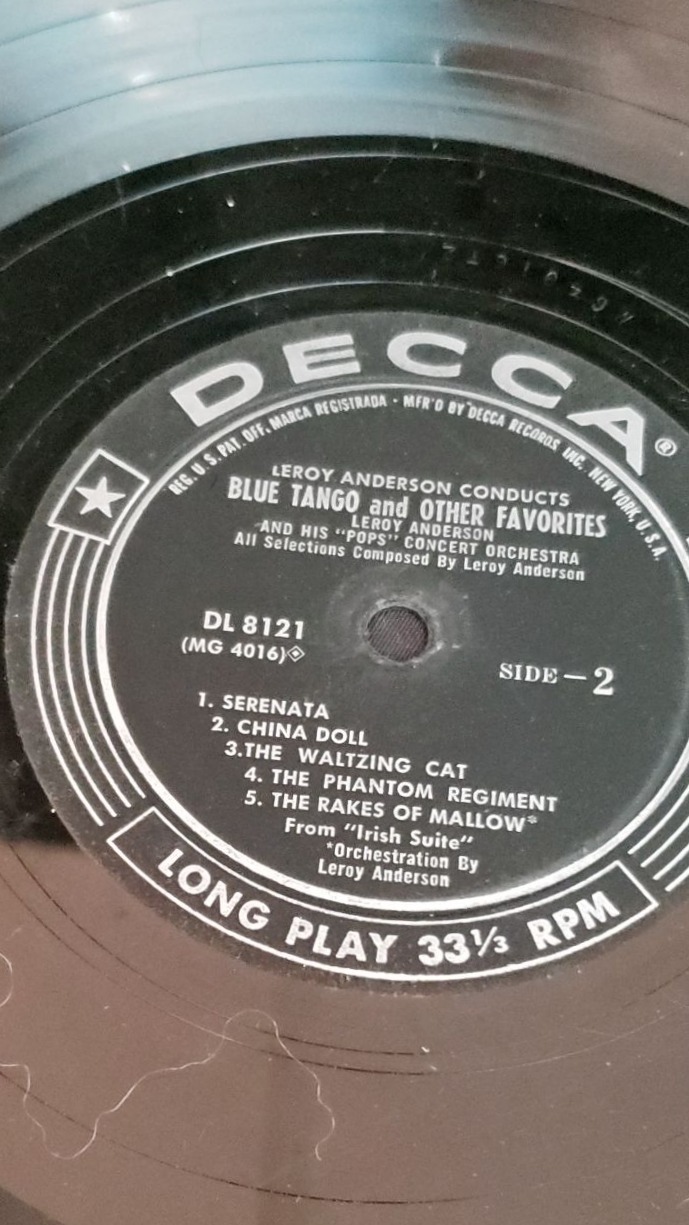 DECCA®
REG. U. S. PAT. OFF. MARCA REGISTRADA • MFR'D BY DECCA RECORDS, INC. NEW YORK, U.S.A.
LEROY ANDERSON CONDUCTS
BLUE TANGO and OTHER FAVORITES
LEROY ANDERSON
AND HIS "POPS" CONCERT ORCHESTRA
All Selections Composed By Leroy Anderson
DL 8121
(MG 4016)
SIDE — 2
1. SERENATA
2. CHINA DOLL
3.THE WALTZING CAT
4. THE PHANTOM REGIMENT
5. THE RAKES OF MALLOW*
From "Irish Suite"
*Orchestration By
Leroy Anderson
LONG PLAY 33⅓ RPM